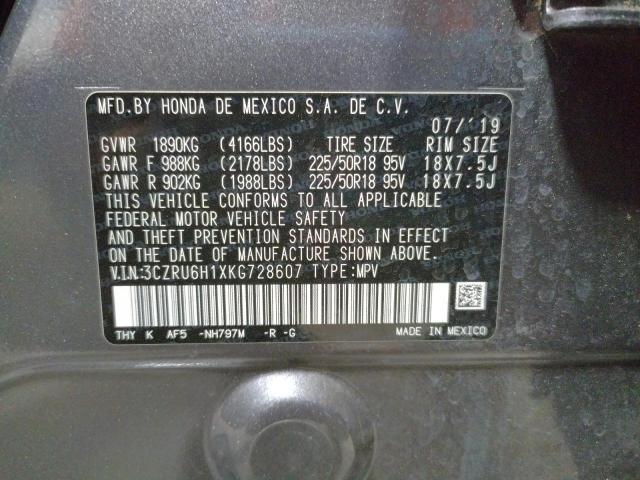 MFD.BY HONDA DE MEXICO S.A. DE C.V.
07/'19
GVWR 1890KG (4166LBS) TIRE SIZE RIM SIZE
GAWR F 988KG (2178LBS) 225/50R18 95V 18X7.5J
GAWR R 902KG (1988LBS) 225/50R18 95V 18X7.5J
THIS VEHICLE CONFORMS TO ALL APPLICABLE
FEDERAL MOTOR VEHICLE SAFETY
AND THEFT PREVENTION STANDARDS IN EFFECT
ON THE DATE OF MANUFACTURE SHOWN ABOVE.
V.I.N:3CZRU6H1XKG728607 TYPE:MPV
THY K AF5 -NH797M -R -G MADE IN MEXICO